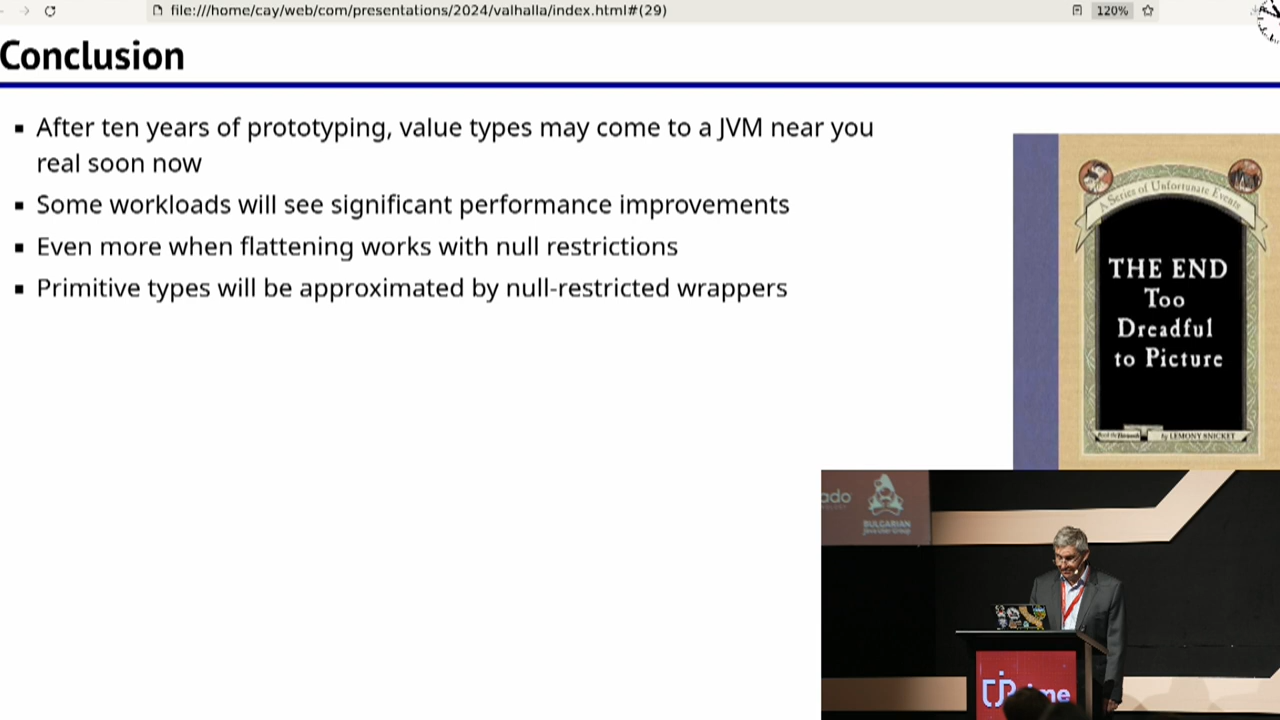 file:///home/cay/web/com/presentations/2024/valhalla/index.html#(29)
120%
Conclusion
▪ After ten years of prototyping, value types may come to a JVM near you
real soon now
▪ Some workloads will see significant performance improvements
▪ Even more when flattening works with null restrictions
▪ Primitive types will be approximated by null-restricted wrappers
A Series of Unfortunate Events
THE END
Too
Dreadful
to Picture
by LEMONY SNICKET
ado
BULGARIAN
Java User Group